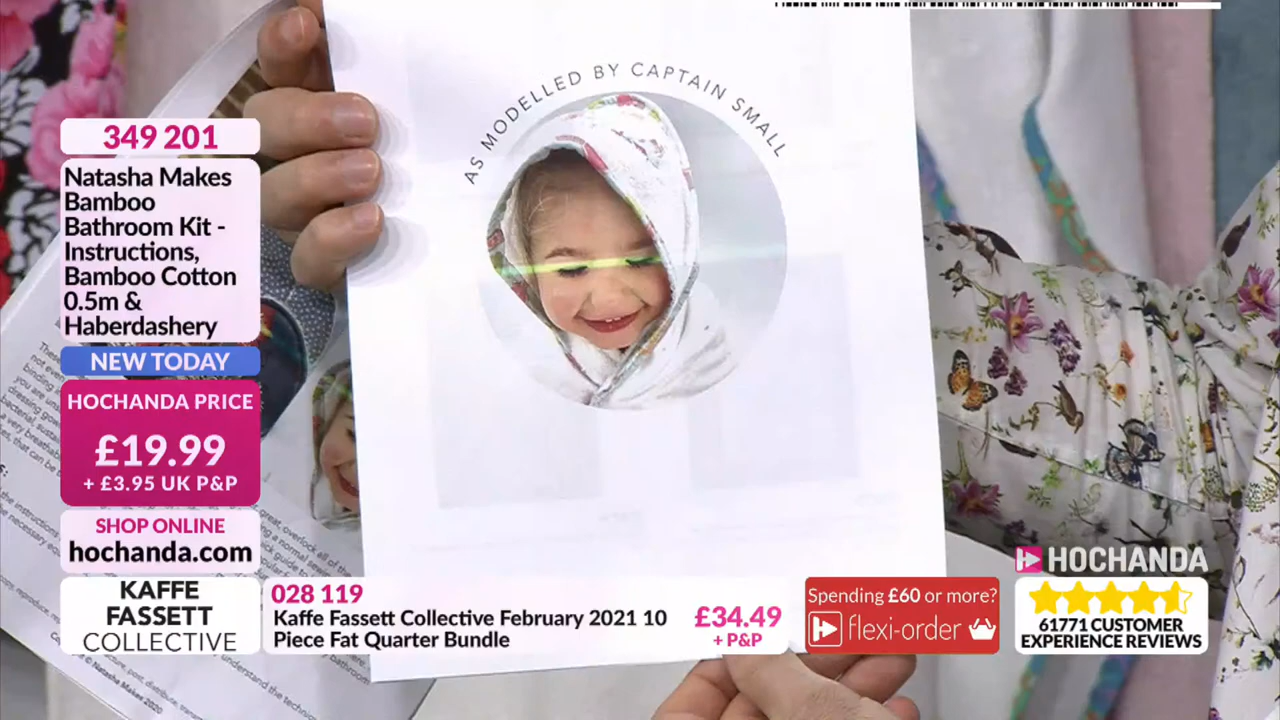 AS MODELLED BY CAPTAIN SMALL
349 201
Natasha Makes
Bamboo
Bathroom Kit -
Instructions,
Bamboo Cotton
0.5m &
Haberdashery
NEW TODAY
HOCHANDA PRICE
£19.99
+ £3.95 UK P&P
SHOP ONLINE
hochanda.com
KAFFE
FASSETT
COLLECTIVE
028 119
Kaffe Fassett Collective February 2021 10
Piece Fat Quarter Bundle
£34.49
+ P&P
Spending £60 or more?
flexi-order
HOCHANDA
61771 CUSTOMER
EXPERIENCE REVIEWS
© Natasha Makes 2020